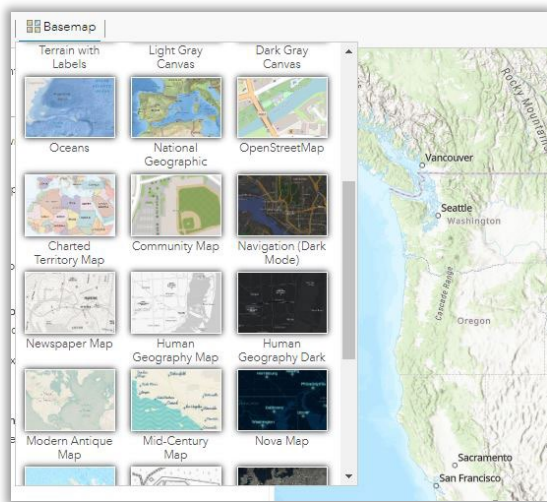 Basemap
Terrain with Labels
Light Gray Canvas
Dark Gray Canvas
Oceans
National Geographic
OpenStreetMap
Charted Territory Map
Community Map
Navigation (Dark Mode)
Newspaper Map
Human Geography Map
Human Geography Dark
Modern Antique Map
Mid-Century Map
Nova Map
Rocky Mountains
Vancouver
Seattle
Washington
Cascade Range
Oregon
Sacramento
San Francisco